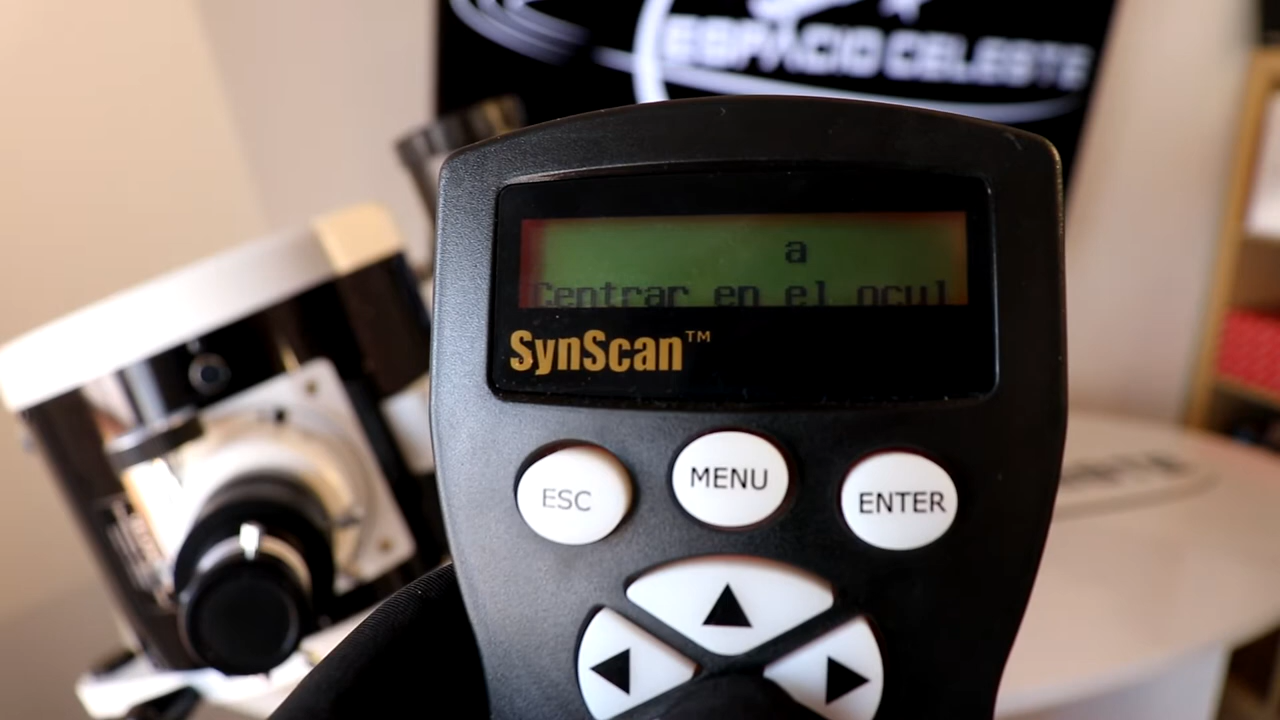 ESPACIO CELESTE
a
Centrar en el ocul
SynScan™
ESC
MENU
ENTER